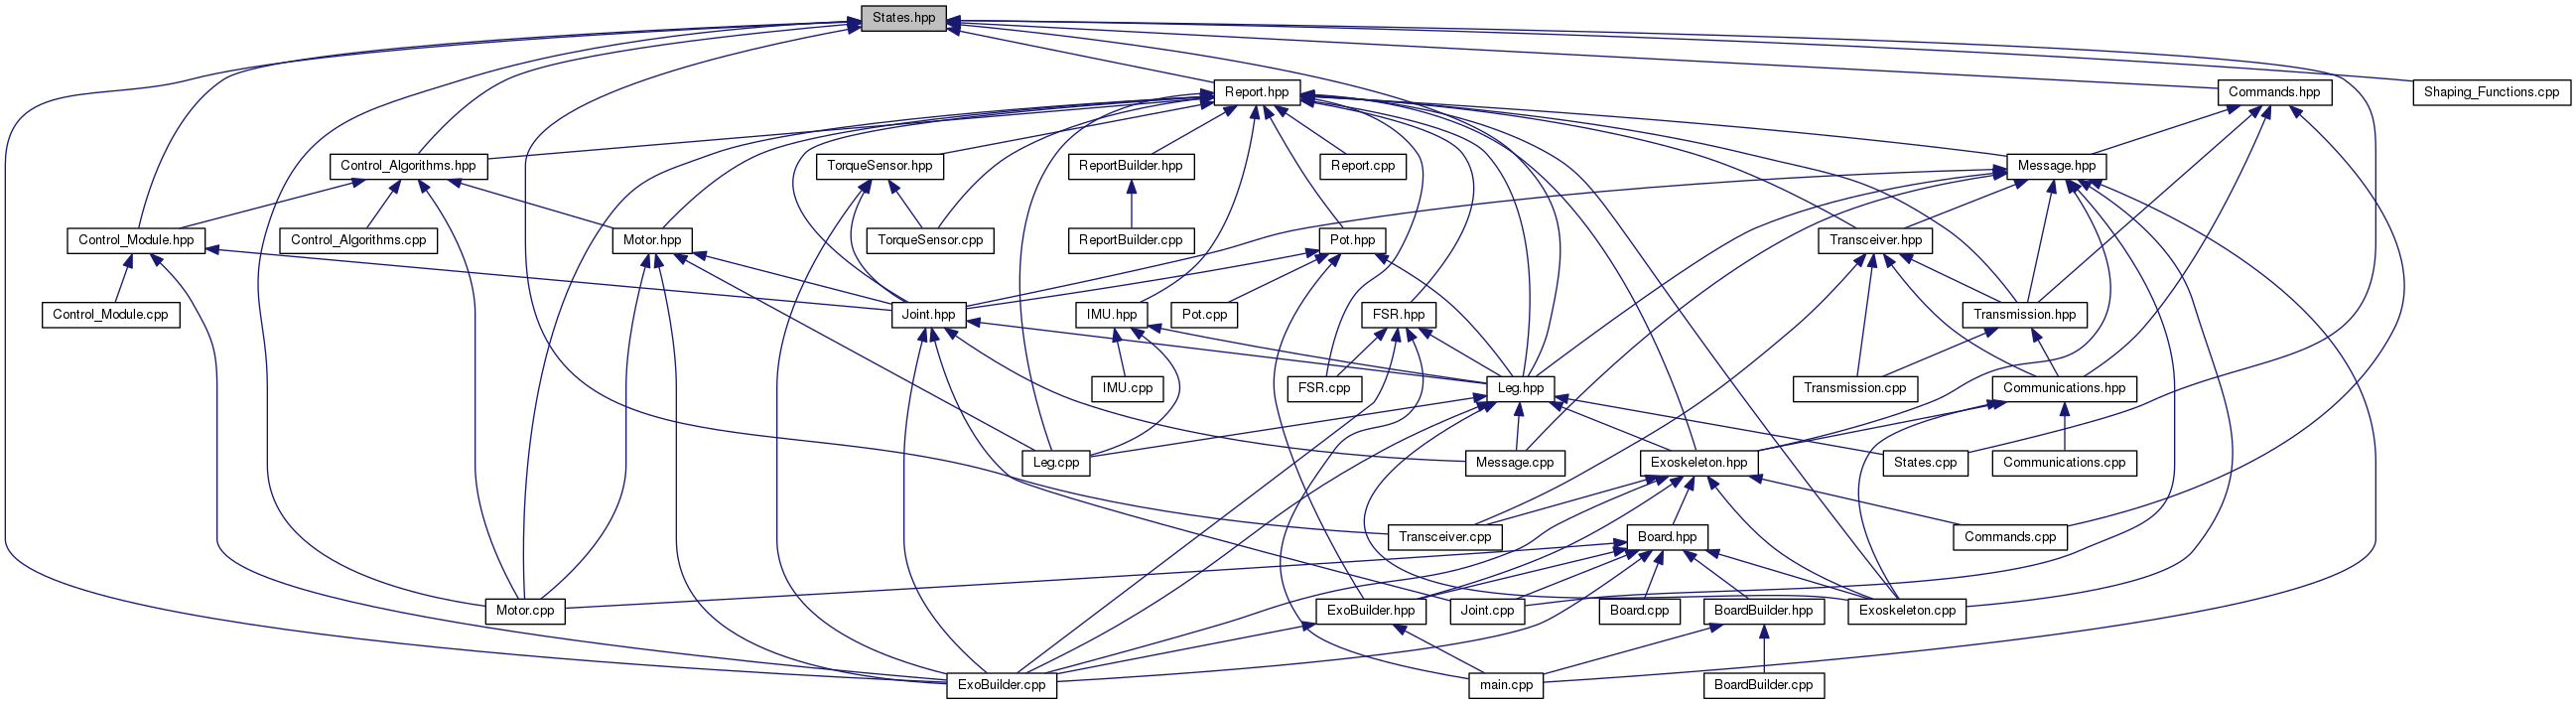 States.hpp
Report.hpp
Commands.hpp
Shaping_Functions.cpp
Control_Algorithms.hpp
TorqueSensor.hpp
ReportBuilder.hpp
Report.cpp
Message.hpp
Control_Module.hpp
Control_Algorithms.cpp
Motor.hpp
TorqueSensor.cpp
ReportBuilder.cpp
Pot.hpp
Transceiver.hpp
Control_Module.cpp
Joint.hpp
IMU.hpp
Pot.cpp
FSR.hpp
Transmission.hpp
IMU.cpp
FSR.cpp
Leg.hpp
Transmission.cpp
Communications.hpp
Leg.cpp
Message.cpp
Exoskeleton.hpp
States.cpp
Communications.cpp
Transceiver.cpp
Board.hpp
Commands.cpp
Motor.cpp
ExoBuilder.hpp
Joint.cpp
Board.cpp
BoardBuilder.hpp
Exoskeleton.cpp
ExoBuilder.cpp
main.cpp
BoardBuilder.cpp